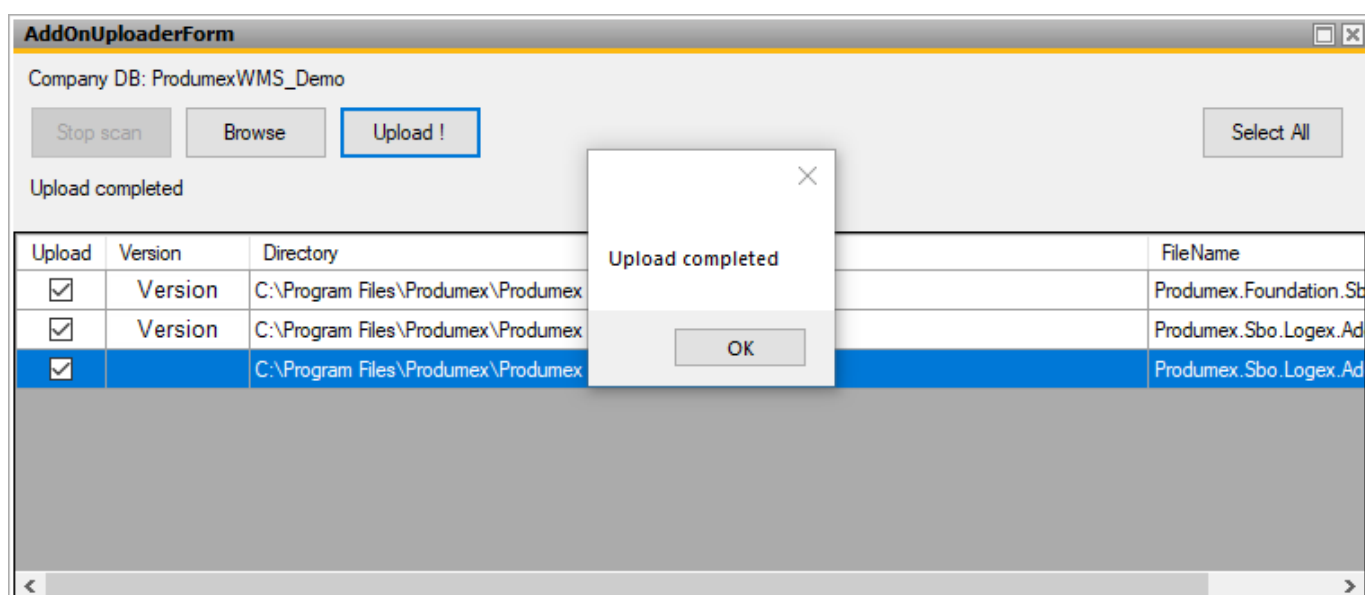 AddOnUploaderForm
Company DB: ProdumexWMS_Demo
Stop scan Browse Upload ! Select All
Upload completed
Upload Version Directory FileName
Version C:\Program Files\Produmex\Produmex Produmex.Foundation.Sb
Version C:\Program Files\Produmex\Produmex Produmex.Sbo.Logex.Ad
C:\Program Files\Produmex\Produmex Produmex.Sbo.Logex.Ad
Upload completed
OK